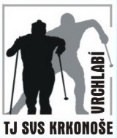 VRCHLABÍ
TJ SVS KRKONOŠE